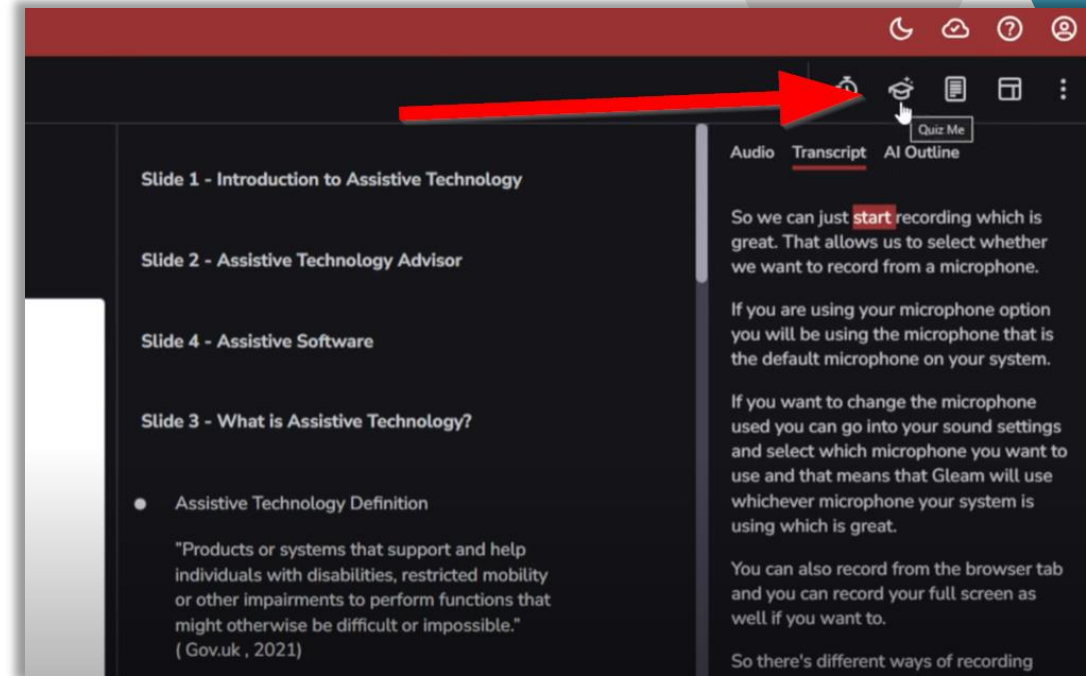 Quiz Me
Slide 1 - Introduction to Assistive Technology
Slide 2 - Assistive Technology Advisor
Slide 4 - Assistive Software
Slide 3 - What is Assistive Technology?
● Assistive Technology Definition
"Products or systems that support and help
individuals with disabilities, restricted mobility
or other impairments to perform functions that
might otherwise be difficult or impossible."
( Gov.uk , 2021)
Audio Transcript AI Outline
So we can just start recording which is
great. That allows us to select whether
we want to record from a microphone.
If you are using your microphone option
you will be using the microphone that is
the default microphone on your system.
If you want to change the microphone
used you can go into your sound settings
and select which microphone you want to
use and that means that Gleam will use
whichever microphone your system is
using which is great.
You can also record from the browser tab
and you can record your full screen as
well if you want to.
So there's different ways of recording